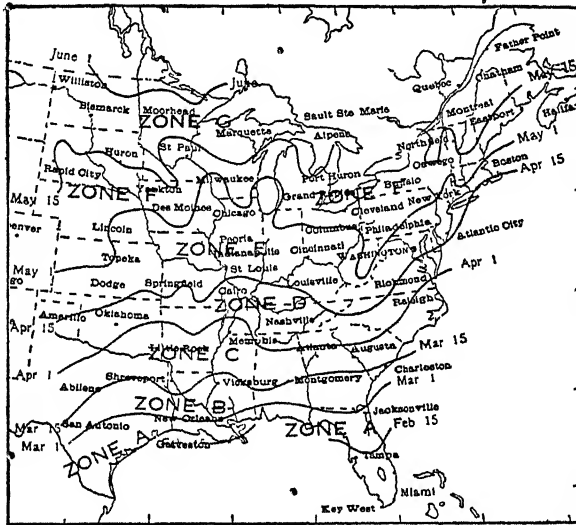 Father Point
June 1
Quebec
Chatham
May 15
Williston
June
Montreal
Halifax
Bismarck
Moorhead
Sault Ste Marie
Eastport
ZONE G
Marquette
Alpena
Northfield
May 1
Huron
St Paul
Oswego
Boston
Rapid City
Port Huron
Apr 15
Yankton
Milwaukee
Buffalo
ZONE F
Grand
ZONE
May 15
Des Moines
Chicago
Cleveland
New York
Columbus
Philadelphia
Atlantic City
Denver
Lincoln
Peoria
ZONE E
Indianaville
Cincinnati
WASHINGTON
Topeka
St Louis
May
Dodge
Springfield
Cairo
Louisville
Richmond
Apr 1
go
ZONE D
Raleigh
Amarillo
Oklahoma
Nashville
Apr 15
Memphis
Little Rock
Atlanta
Augusta
Mar 15
ZONE C
Apr 1
Shreveport
Vicksburg
Montgomery
Charleston
Abilene
Mar 1
ZONE B
Jacksonville
New Orleans
Mar 15
San Antonio
ZONE A
Feb 15
Mar 1
ZONE A
Galveston
Tampa
Miami
Key West